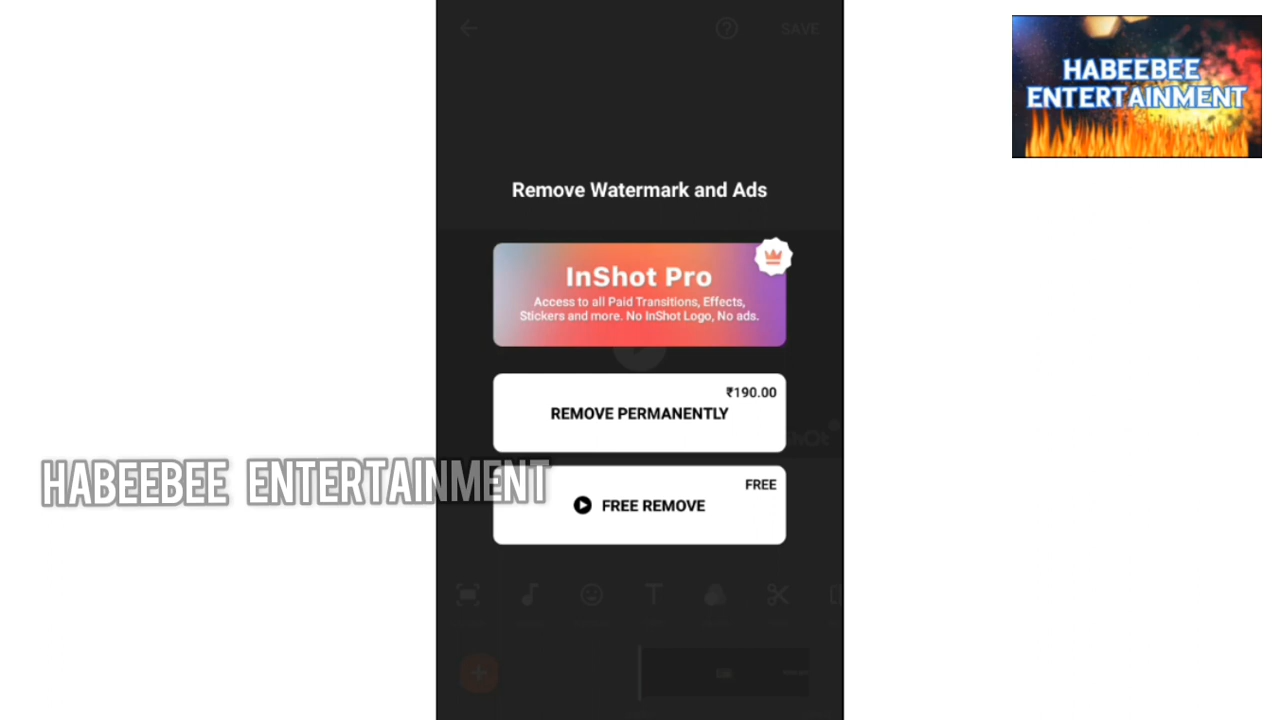 SAVE
HABEEBEE
ENTERTAINMENT
Remove Watermark and Ads
InShot Pro
Access to all Paid Transitions, Effects,
Stickers and more. No InShot Logo, No ads.
₹190.00
REMOVE PERMANENTLY
HABEEBEE ENTERTAINMENT
FREE
FREE REMOVE